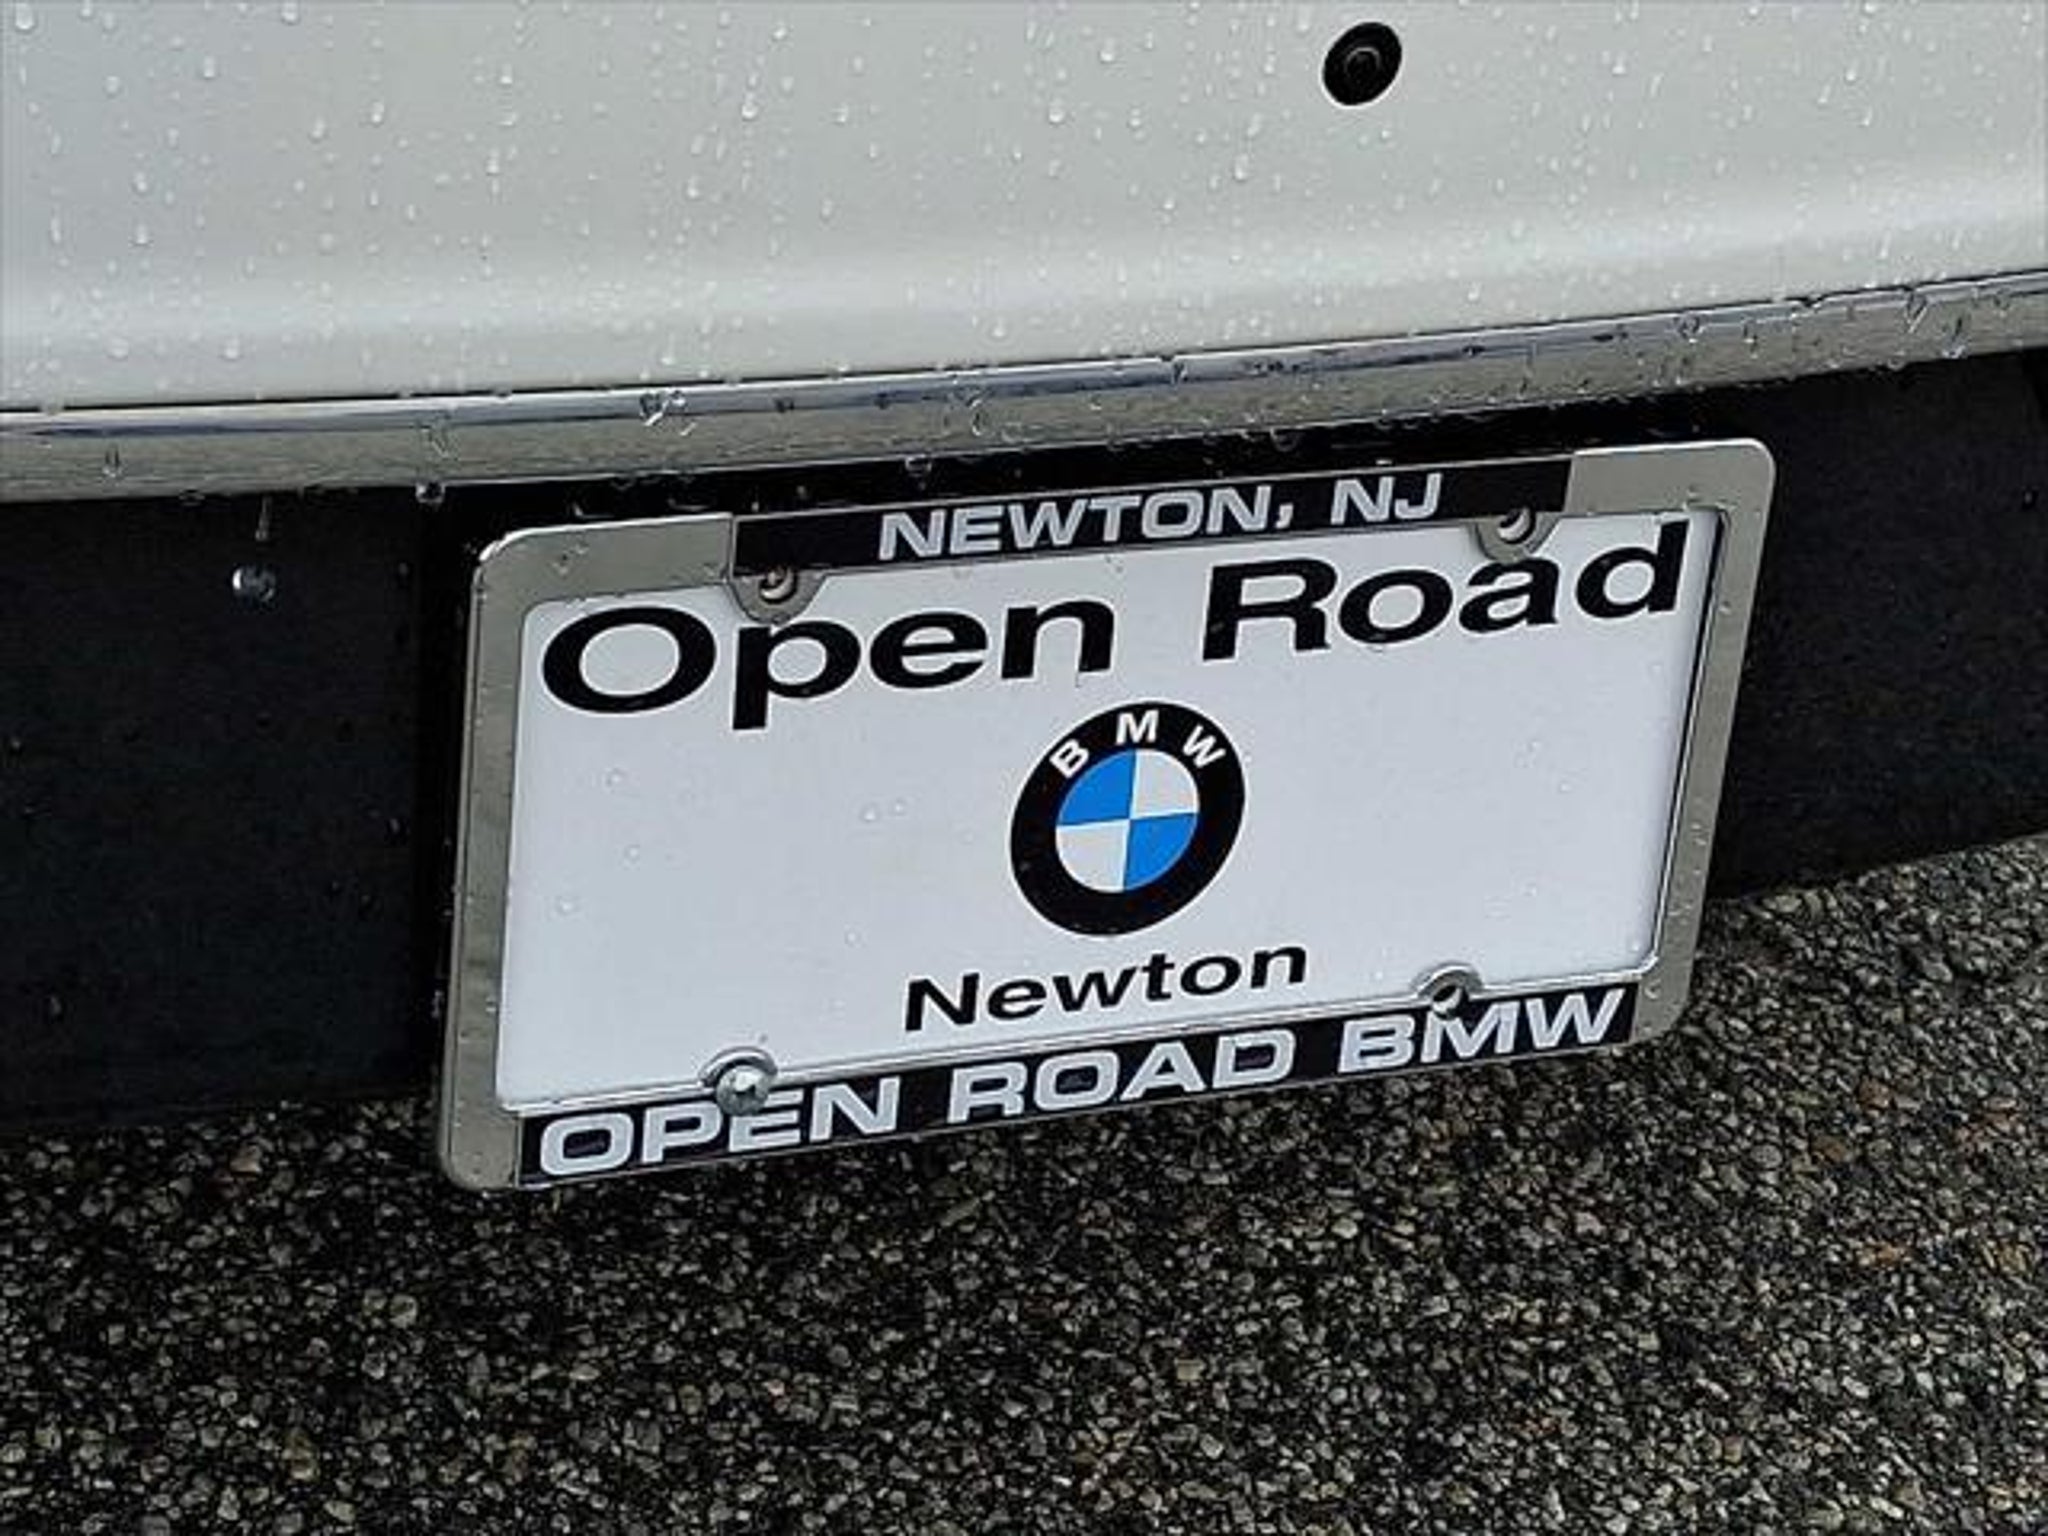 NEWTON, NJ
Open Road
BMW
Newton
OPEN ROAD BMW